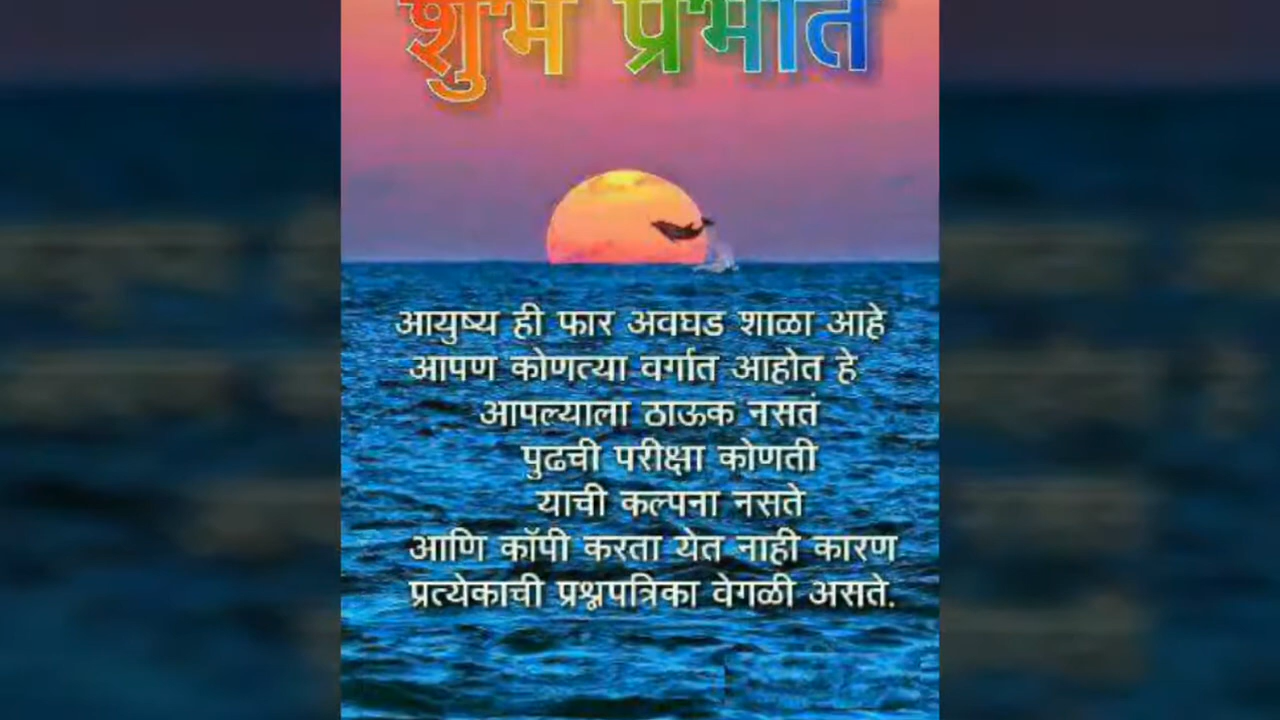 शुभ प्रभात
आयुष्य ही फार अवघड शाळा आहे
आपण कोणत्या वर्गात आहोत हे
आपल्याला ठाऊक नसतं
पुढची परीक्षा कोणती
याची कल्पना नसते
आणि कॉपी करता येत नाही कारण
प्रत्येकाची प्रश्नपत्रिका वेगळी असते.